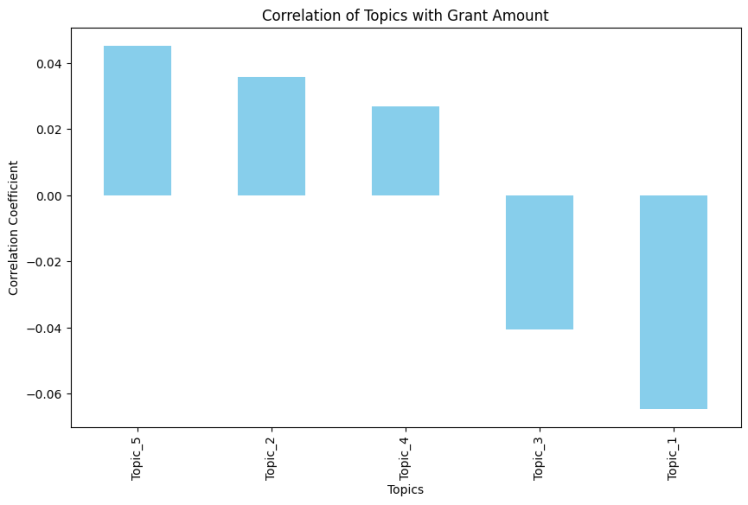 Correlation of Topics with Grant Amount
Correlation Coefficient
0.04
0.02
0.00
−0.02
−0.04
−0.06
Topic_5
Topic_2
Topic_4
Topic_3
Topic_1
Topics